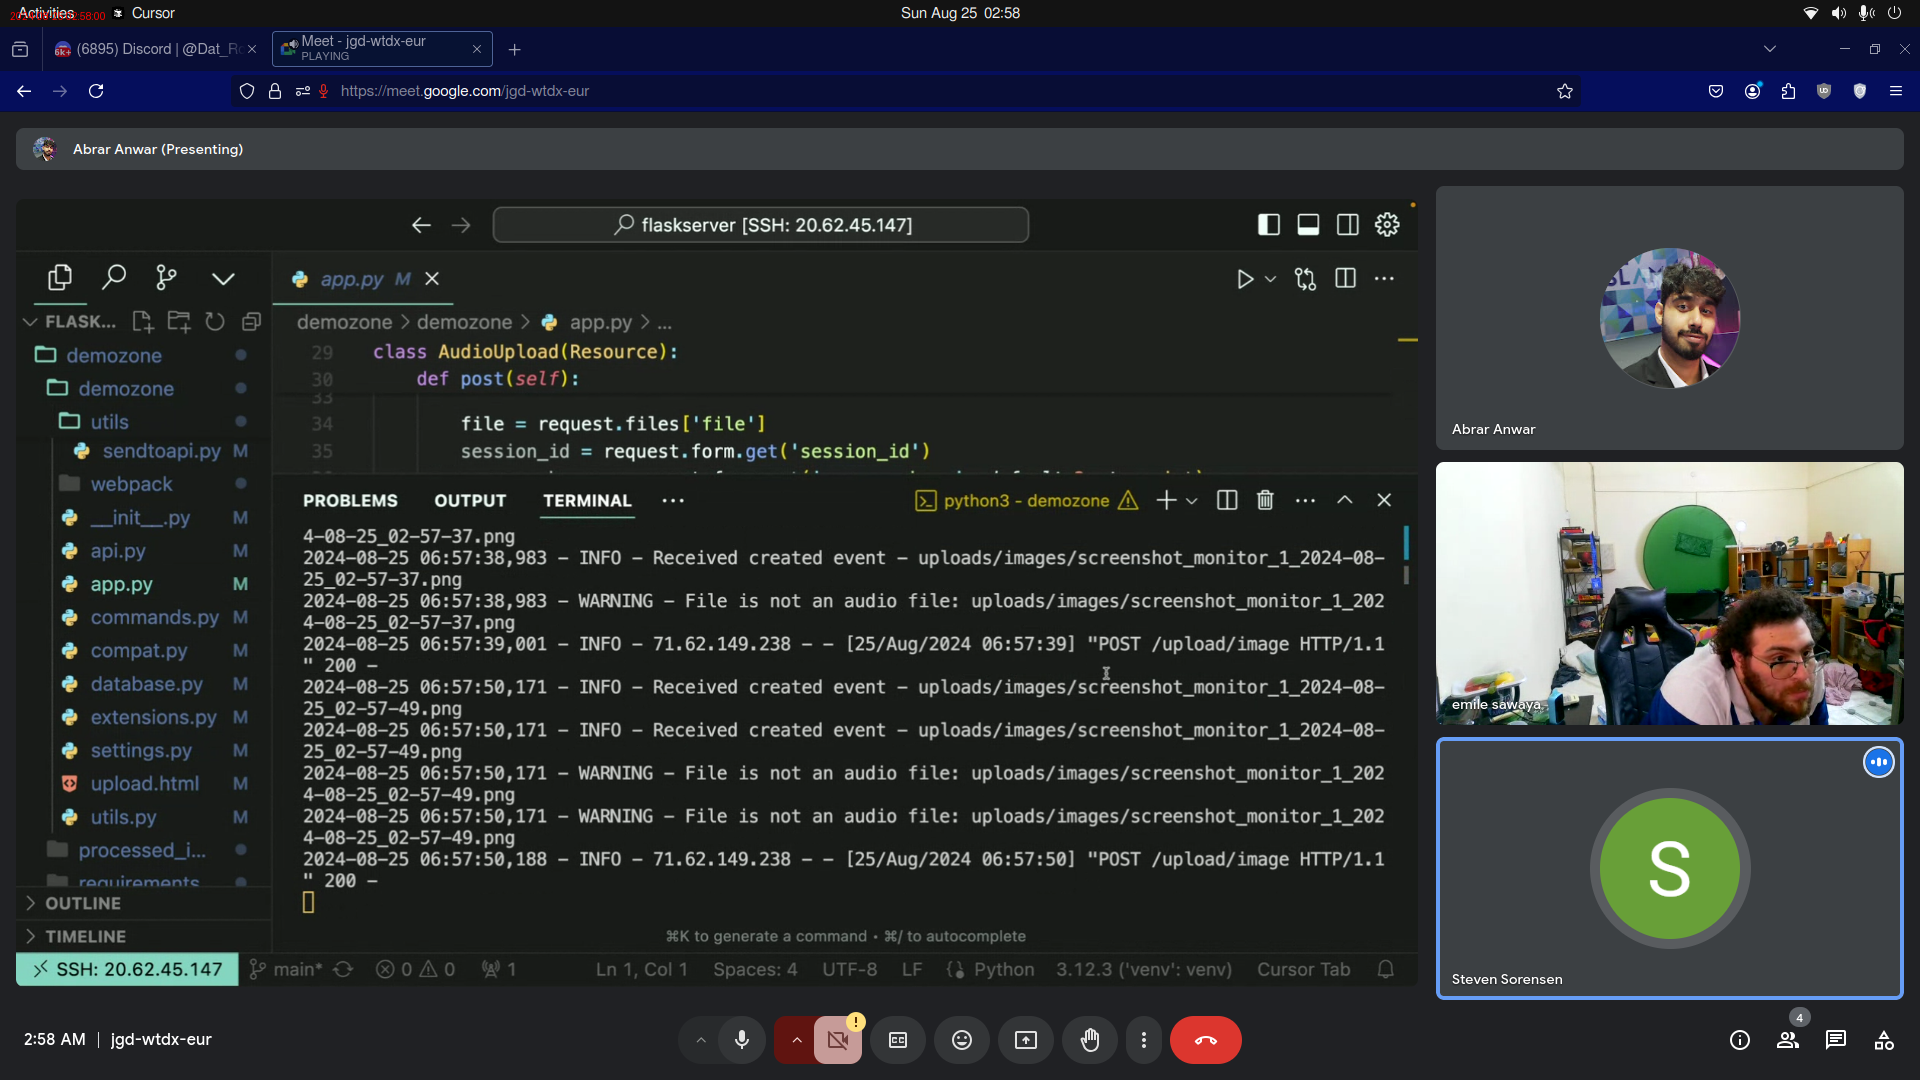 Activities
Cursor
Sun Aug 25 02:58
(6895) Discord | @Dat_Ro
Meet - jgd-wtdx-eur
PLAYING
https://meet.google.com/jgd-wtdx-eur
Abrar Anwar (Presenting)
flaskserver [SSH: 20.62.45.147]
app.py M
FLASK...
demozone > demozone > app.py > ...
demozone
demozone
utils
sendtoapi.py M
webpack
__init__.py M
api.py M
app.py M
commands.py M
compat.py M
database.py M
extensions.py M
settings.py M
upload.html M
utils.py M
processed_i...
requirements
OUTLINE
TIMELINE
29 class AudioUpload(Resource):
30 def post(self):
33
34 file = request.files['file']
35 session_id = request.form.get('session_id')
PROBLEMS OUTPUT TERMINAL ...
python3 - demozone
4-08-25_02-57-37.png
2024-08-25 06:57:38,983 - INFO - Received created event - uploads/images/screenshot_monitor_1_2024-08-
25_02-57-37.png
2024-08-25 06:57:38,983 - WARNING - File is not an audio file: uploads/images/screenshot_monitor_1_202
4-08-25_02-57-37.png
2024-08-25 06:57:39,001 - INFO - 71.62.149.238 - - [25/Aug/2024 06:57:39] "POST /upload/image HTTP/1.1
" 200 -
2024-08-25 06:57:50,171 - INFO - Received created event - uploads/images/screenshot_monitor_1_2024-08-
25_02-57-49.png
2024-08-25 06:57:50,171 - INFO - Received created event - uploads/images/screenshot_monitor_1_2024-08-
25_02-57-49.png
2024-08-25 06:57:50,171 - WARNING - File is not an audio file: uploads/images/screenshot_monitor_1_202
4-08-25_02-57-49.png
2024-08-25 06:57:50,171 - WARNING - File is not an audio file: uploads/images/screenshot_monitor_1_202
4-08-25_02-57-49.png
2024-08-25 06:57:50,188 - INFO - 71.62.149.238 - - [25/Aug/2024 06:57:50] "POST /upload/image HTTP/1.1
" 200 -
⌘K to generate a command • ⌘/ to autocomplete
SSH: 20.62.45.147 main* 0 0 1 Ln 1, Col 1 Spaces: 4 UTF-8 LF Python 3.12.3 ('venv': venv) Cursor Tab
Abrar Anwar
emile sawaya
S
Steven Sorensen
2:58 AM | jgd-wtdx-eur
4